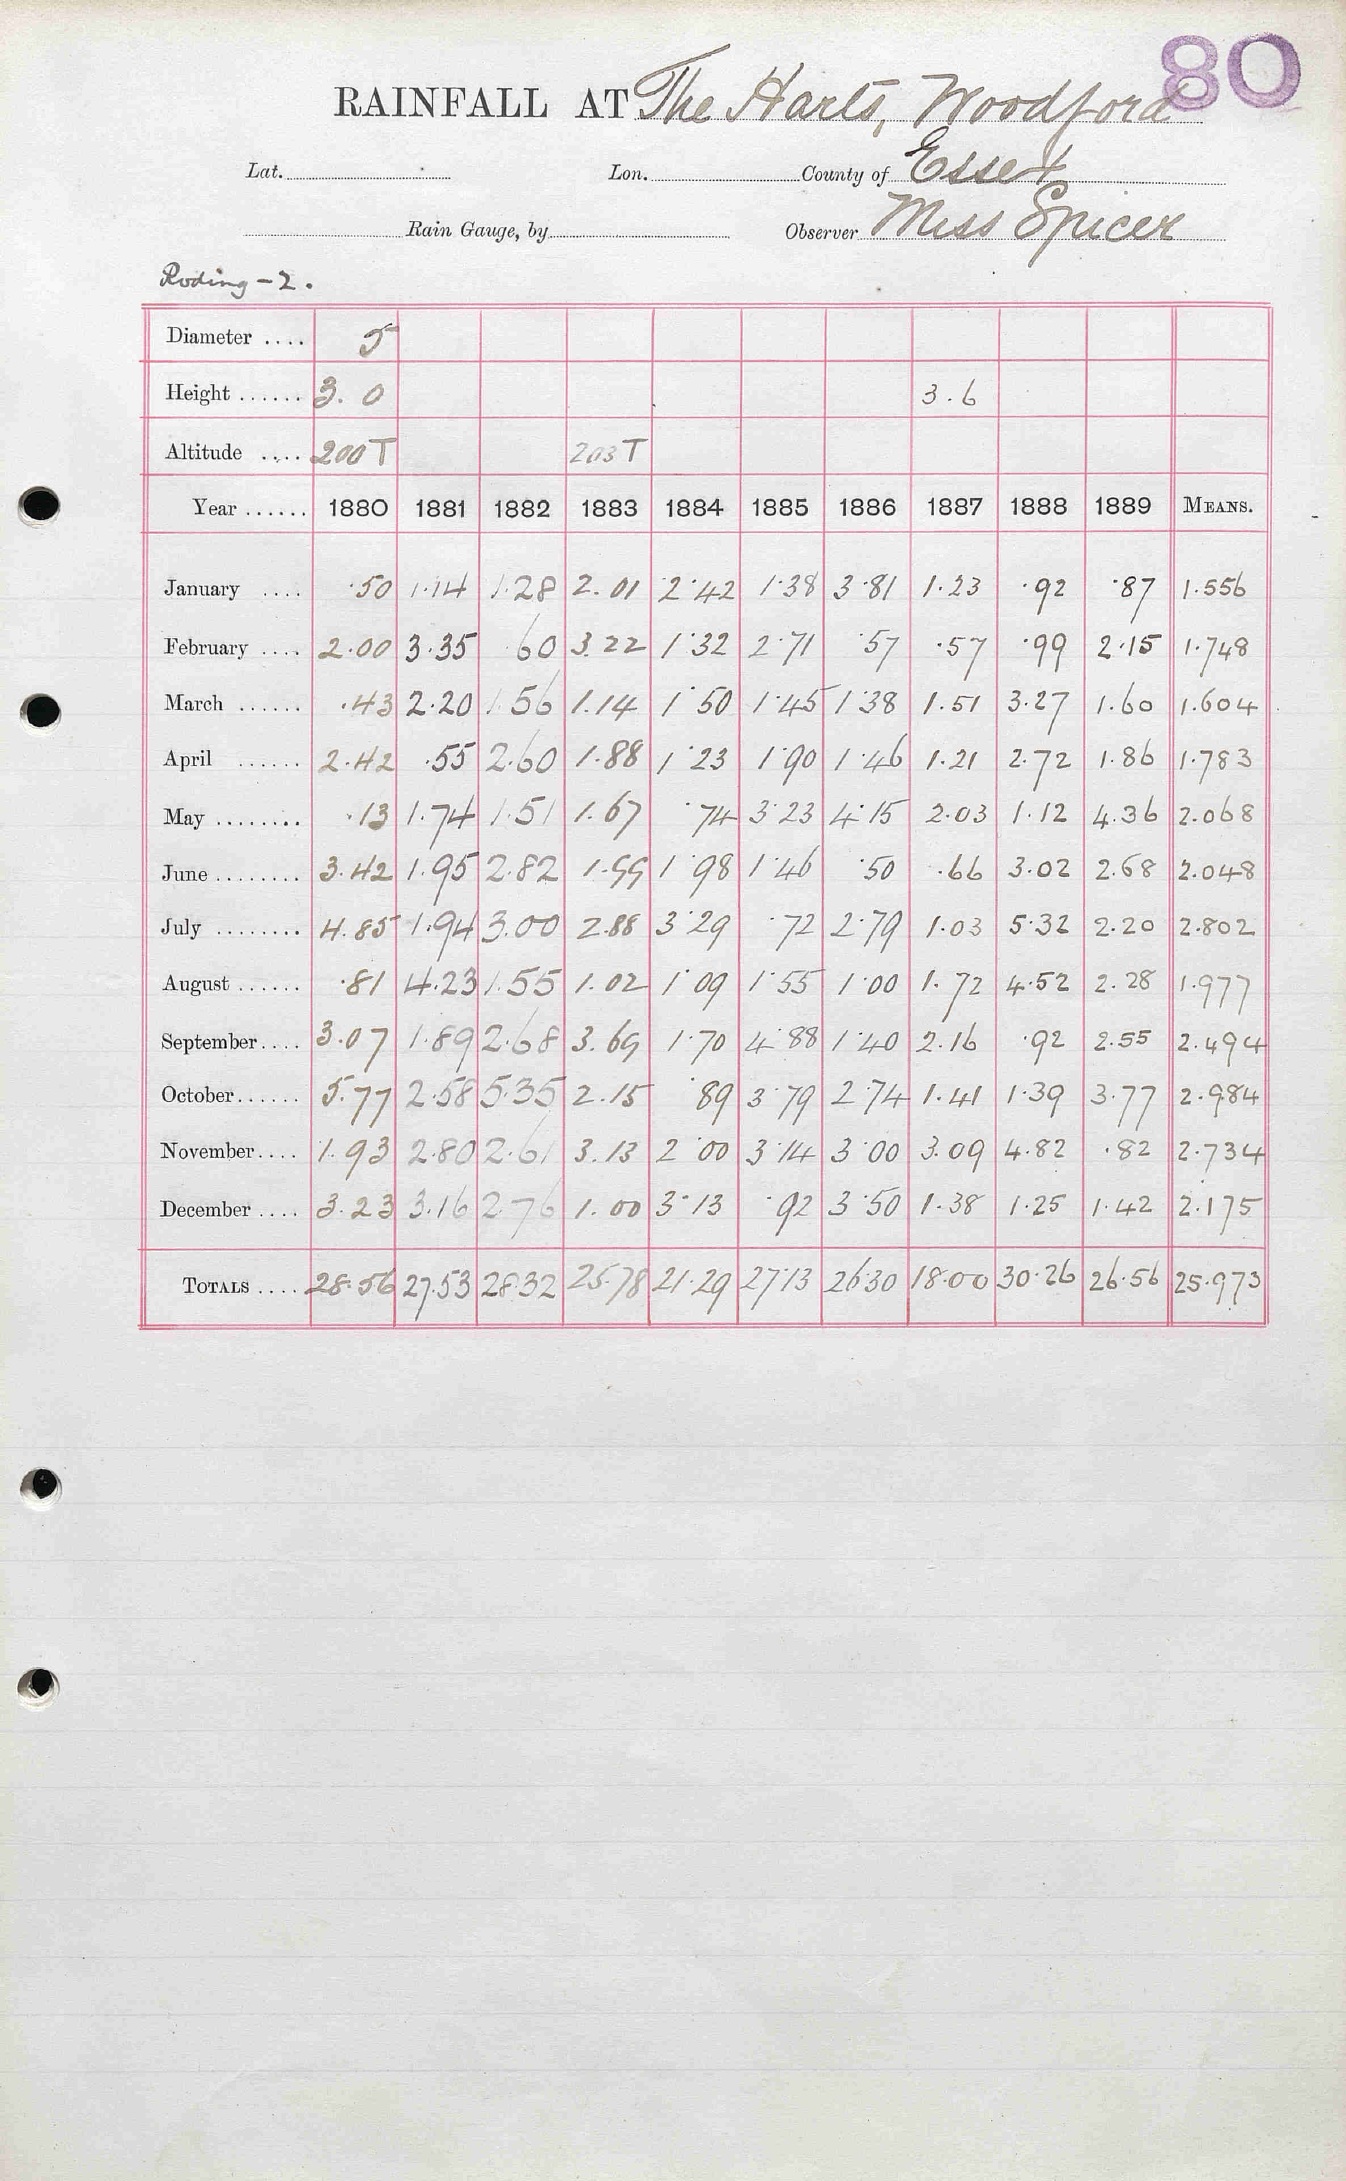 80
RAINFALL AT The Harts, Woodford
Lat. Lon. County of Essex
Rain Gauge, by Observer Miss Spicer
Roding - 2.
Diameter .... 5
Height ...... 3. 0 3.6
Altitude .... 200 T 203 T
Year ...... 1880 1881 1882 1883 1884 1885 1886 1887 1888 1889 MEANS.
January .... .50 1.14 1.28 2.01 2.42 1.38 3.81 1.23 .92 .87 1.556
February .... 2.00 3.35 .60 3.22 1.32 2.71 .57 .57 .99 2.15 1.748
March ...... .43 2.20 1.56 1.14 1.50 1.45 1.38 1.51 3.27 1.60 1.604
April ...... 2.42 .55 2.60 1.88 1.23 1.90 1.46 1.21 2.72 1.86 1.783
May ........ .13 1.74 1.51 1.67 .74 3.23 4.15 2.03 1.12 4.36 2.068
June ........ 3.42 1.95 2.82 1.99 1.98 1.46 .50 .66 3.02 2.68 2.048
July ........ 4.85 1.94 3.00 2.88 3.29 .72 2.79 1.03 5.32 2.20 2.802
August ...... .81 4.23 1.55 1.02 1.09 1.55 1.00 1.72 4.52 2.28 1.977
September .... 3.07 1.89 2.68 3.69 1.70 4.88 1.40 2.16 .92 2.55 2.494
October ...... 5.77 2.58 5.35 2.15 .89 3.79 2.74 1.41 1.39 3.77 2.984
November .... 1.93 2.80 2.61 3.13 2.00 3.14 3.00 3.09 4.82 .82 2.734
December .... 3.23 3.16 2.76 1.00 3.13 .92 3.50 1.38 1.25 1.42 2.175
TOTALS .... 28.56 27.53 28.32 25.78 21.29 27.13 26.30 18.00 30.26 26.56 25.973